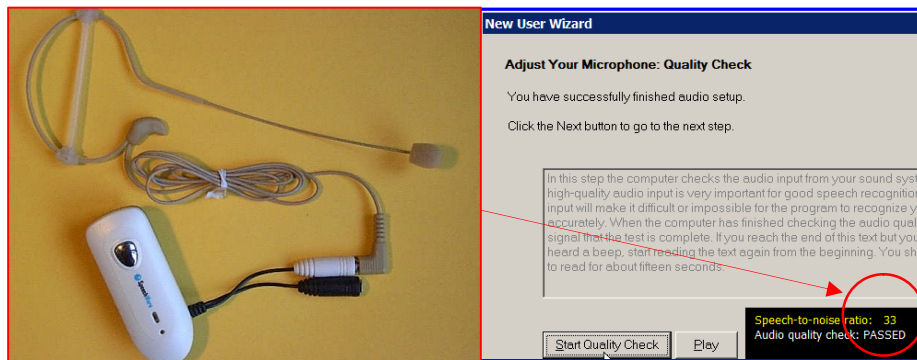 New User Wizard
Adjust Your Microphone: Quality Check
You have successfully finished audio setup.
Click the Next button to go to the next step.
In this step the computer checks the audio input from your sound syst
high-quality audio input is very important for good speech recognition
input will make it difficult or impossible for the program to recognize y
accurately. When the computer has finished checking the audio qual
signal that the test is complete. If you reach the end of this text but you
heard a beep, start reading the text again from the beginning. You sh
to read for about fifteen seconds.
Speech-to-noise ratio: 33
Audio quality check: PASSED
Start Quality Check
Play
SpeechWare